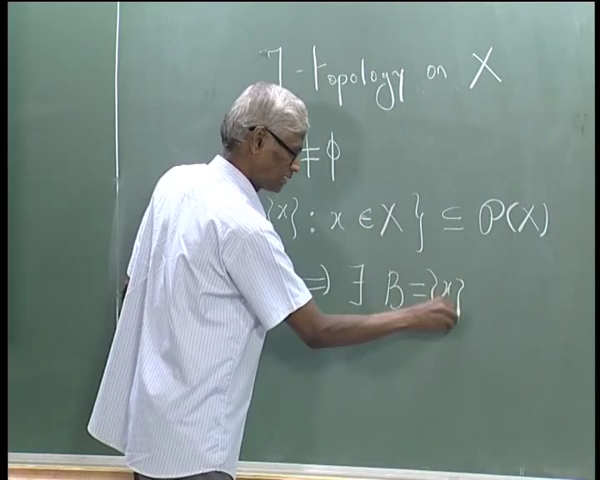 J - topology on X
≠ φ
{x} : x ∈ X } ⊆ P(X)
⇒ ∃ B = {x}